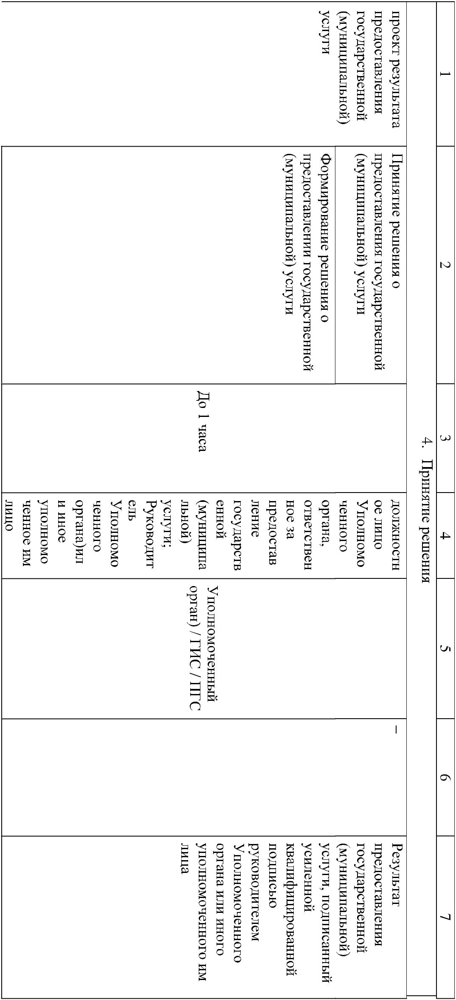 1
2
3
4
5
6
7
4. Принятие решения
проект результата
предоставления
государственной
(муниципальной)
услуги
Принятие решения о
предоставления государственной
(муниципальной) услуги
Формирование решения о
предоставлении государственной
(муниципальной) услуги
До 1 часа
должностн
ое лицо
Уполномо
ченного
органа,
ответствен
ное за
предостав
ление
государств
енной
(муниципа
льной)
услуги;
Руководит
ель
Уполномо
ченного
органа)ил
и иное
уполномо
ченное им
лицо
Уполномоченный
орган) / ГИС / ПГС
–
Результат
предоставления
государственной
(муниципальной)
услуги, подписанный
усиленной
квалифицированной
подписью
руководителем
Уполномоченного
органа или иного
уполномоченного им
лица